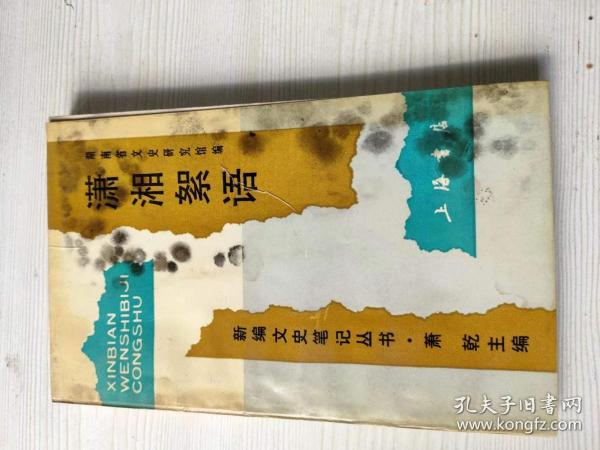 湖南省文史研究馆编
潇湘絮语
上海书店
XINBIAN
WENSHIBIJI
CONGSHU
新编文史笔记丛书·萧乾主编
孔夫子旧书网
www.kongfz.com